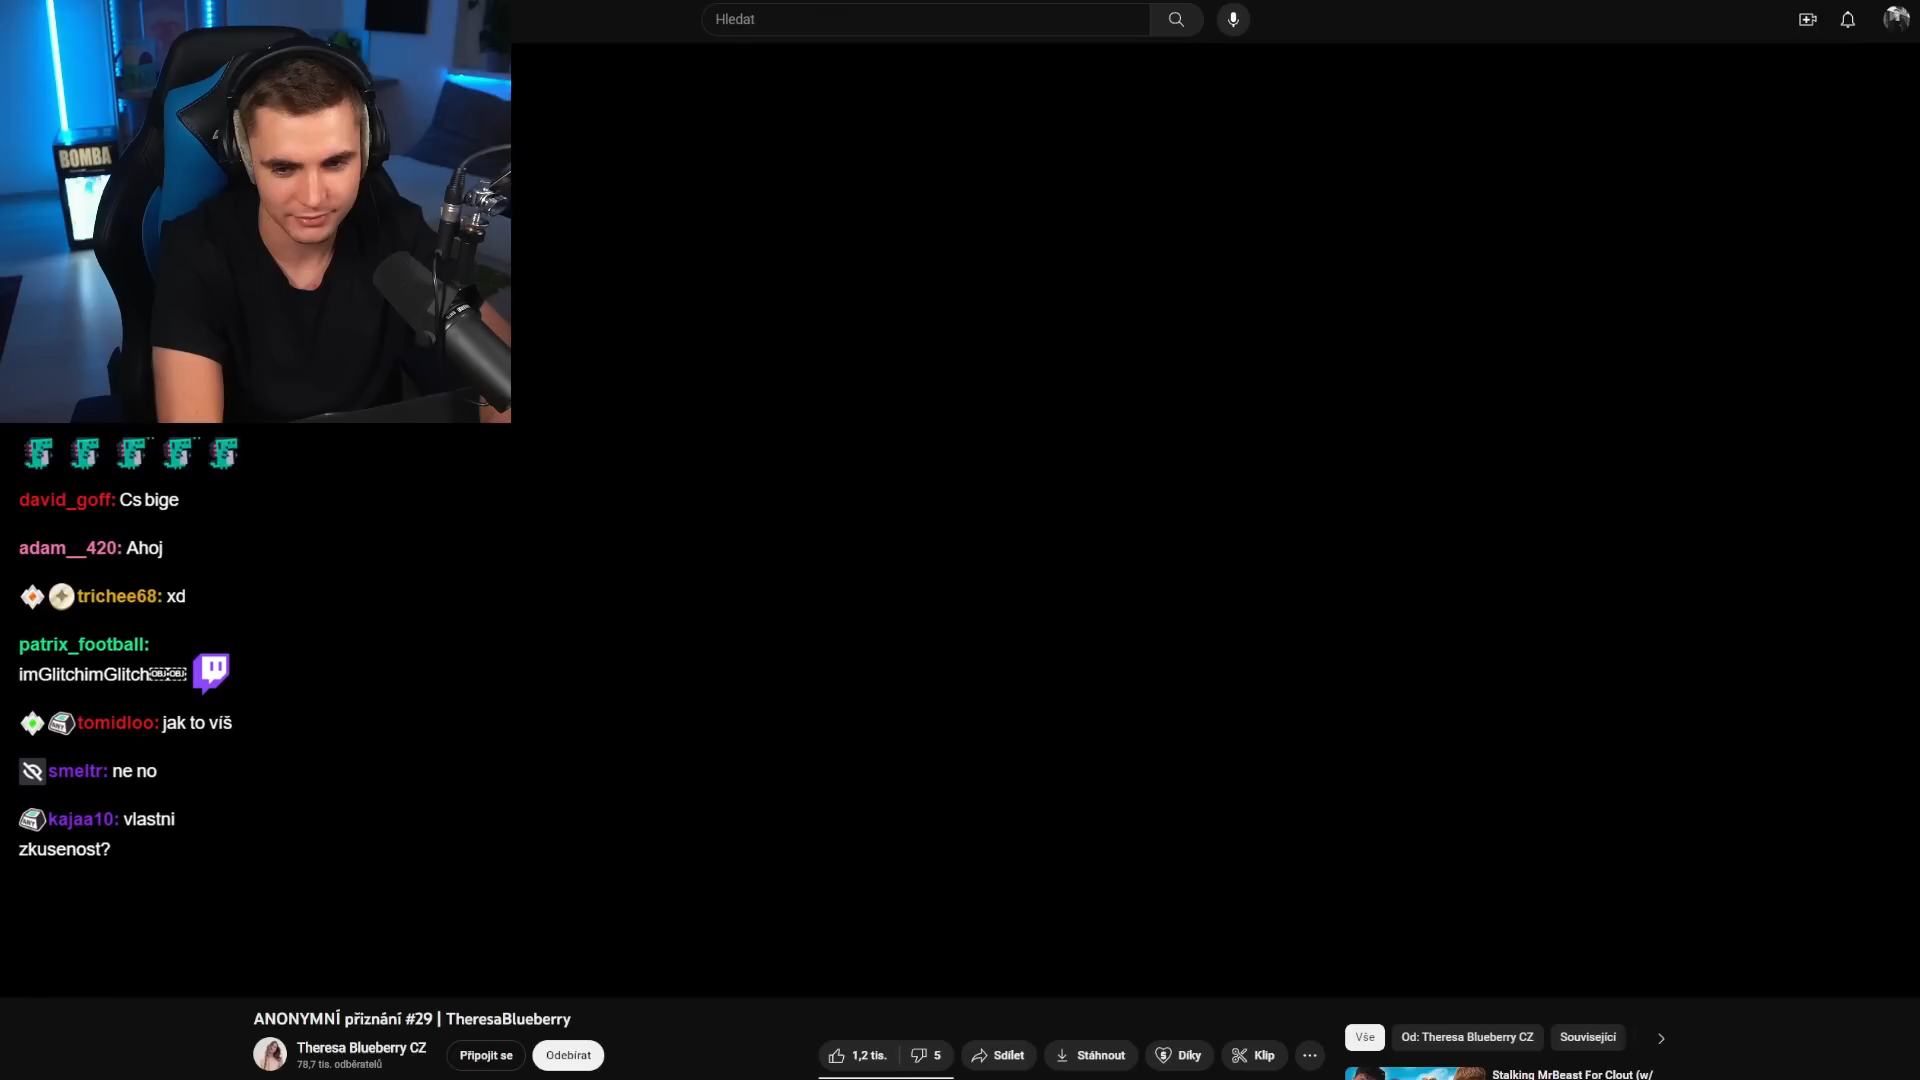 Hledat
BOMBA
david_goff: Cs bige
adam__420: Ahoj
trichee68: xd
patrix_football:
imGlitchimGlitch
tomidloo: jak to víš
smeltr: ne no
kajaa10: vlastni
zkusenost?
ANONYMNÍ přiznání #29 | TheresaBlueberry
Theresa Blueberry CZ
78,7 tis. odběratelů
Připojit se
Odebírat
1,2 tis.
5
Sdílet
Stáhnout
Díky
Klip
Vše
Od: Theresa Blueberry CZ
Související
Stalking MrBeast For Clout (w/